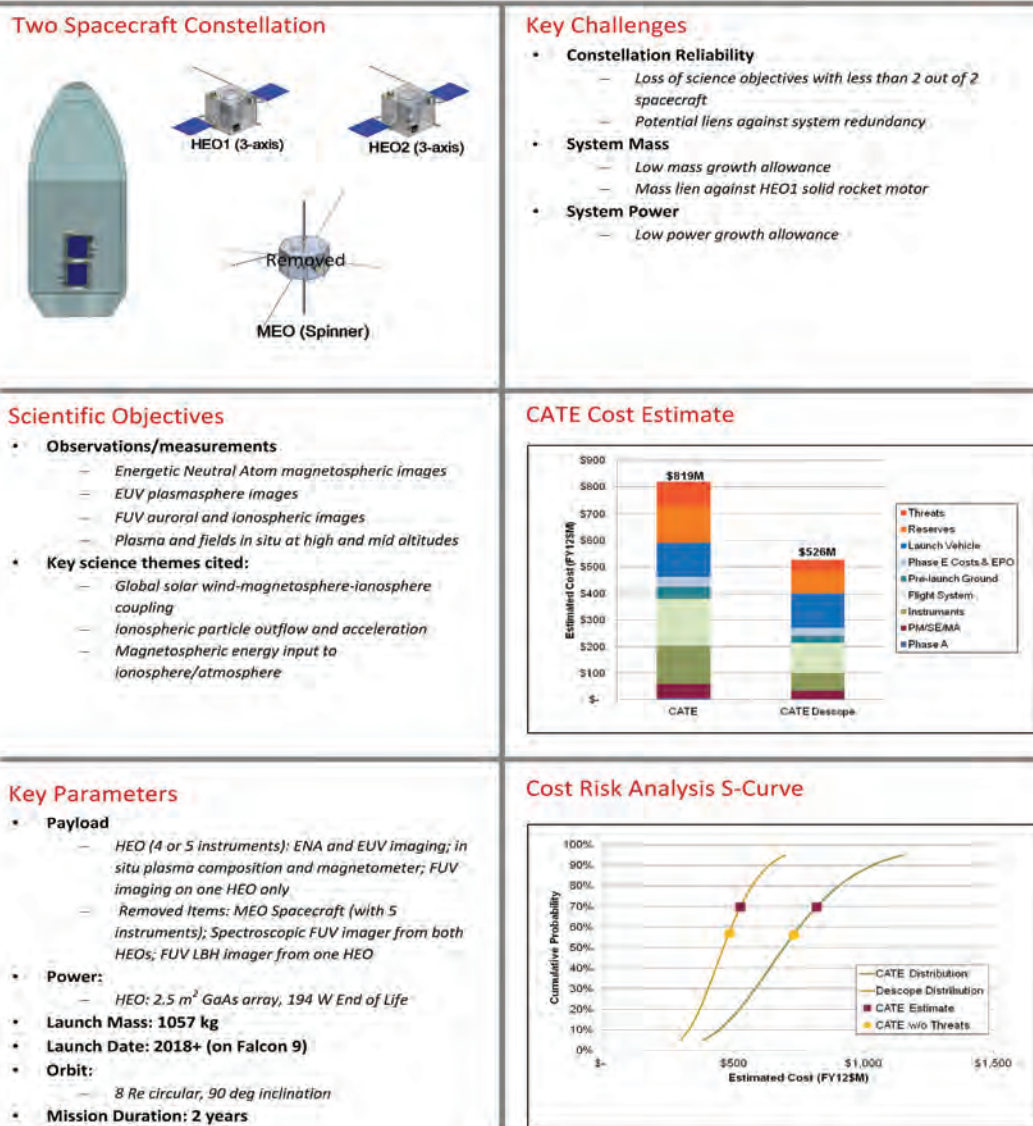 Two Spacecraft Constellation
HEO1 (3-axis)
HEO2 (3-axis)
Removed
MEO (Spinner)
Key Challenges
• Constellation Reliability
— Loss of science objectives with less than 2 out of 2
spacecraft
— Potential liens against system redundancy
• System Mass
— Low mass growth allowance
— Mass lien against HEO1 solid rocket motor
• System Power
— Low power growth allowance
Scientific Objectives
• Observations/measurements
— Energetic Neutral Atom magnetospheric images
— EUV plasmasphere images
— FUV auroral and ionospheric images
— Plasma and fields in situ at high and mid altitudes
• Key science themes cited:
— Global solar wind-magnetosphere-ionosphere
coupling
— Ionospheric particle outflow and acceleration
— Magnetospheric energy input to
ionosphere/atmosphere
CATE Cost Estimate
Estimated Cost (FY12$M)
$900
$800
$700
$600
$500
$400
$300
$200
$100
$-
$819M
$526M
CATE
CATE Descope
Threats
Reserves
Launch Vehicle
Phase E Costs & EPO
Pre-launch Ground
Flight System
Instruments
PM/SE/MA
Phase A
Key Parameters
• Payload
— HEO (4 or 5 instruments): ENA and EUV imaging; in
situ plasma composition and magnetometer; FUV
imaging on one HEO only
— Removed Items: MEO Spacecraft (with 5
instruments); Spectroscopic FUV imager from both
HEOs; FUV LBH imager from one HEO
• Power:
— HEO: 2.5 m² GaAs array, 194 W End of Life
• Launch Mass: 1057 kg
• Launch Date: 2018+ (on Falcon 9)
• Orbit:
— 8 Re circular, 90 deg inclination
• Mission Duration: 2 years
Cost Risk Analysis S-Curve
Cumulative Probability
100%
90%
80%
70%
60%
50%
40%
30%
20%
10%
0%
$-
$500
$1,000
$1,500
Estimated Cost (FY12$M)
CATE Distribution
Descope Distribution
CATE Estimate
CATE w/o Threats